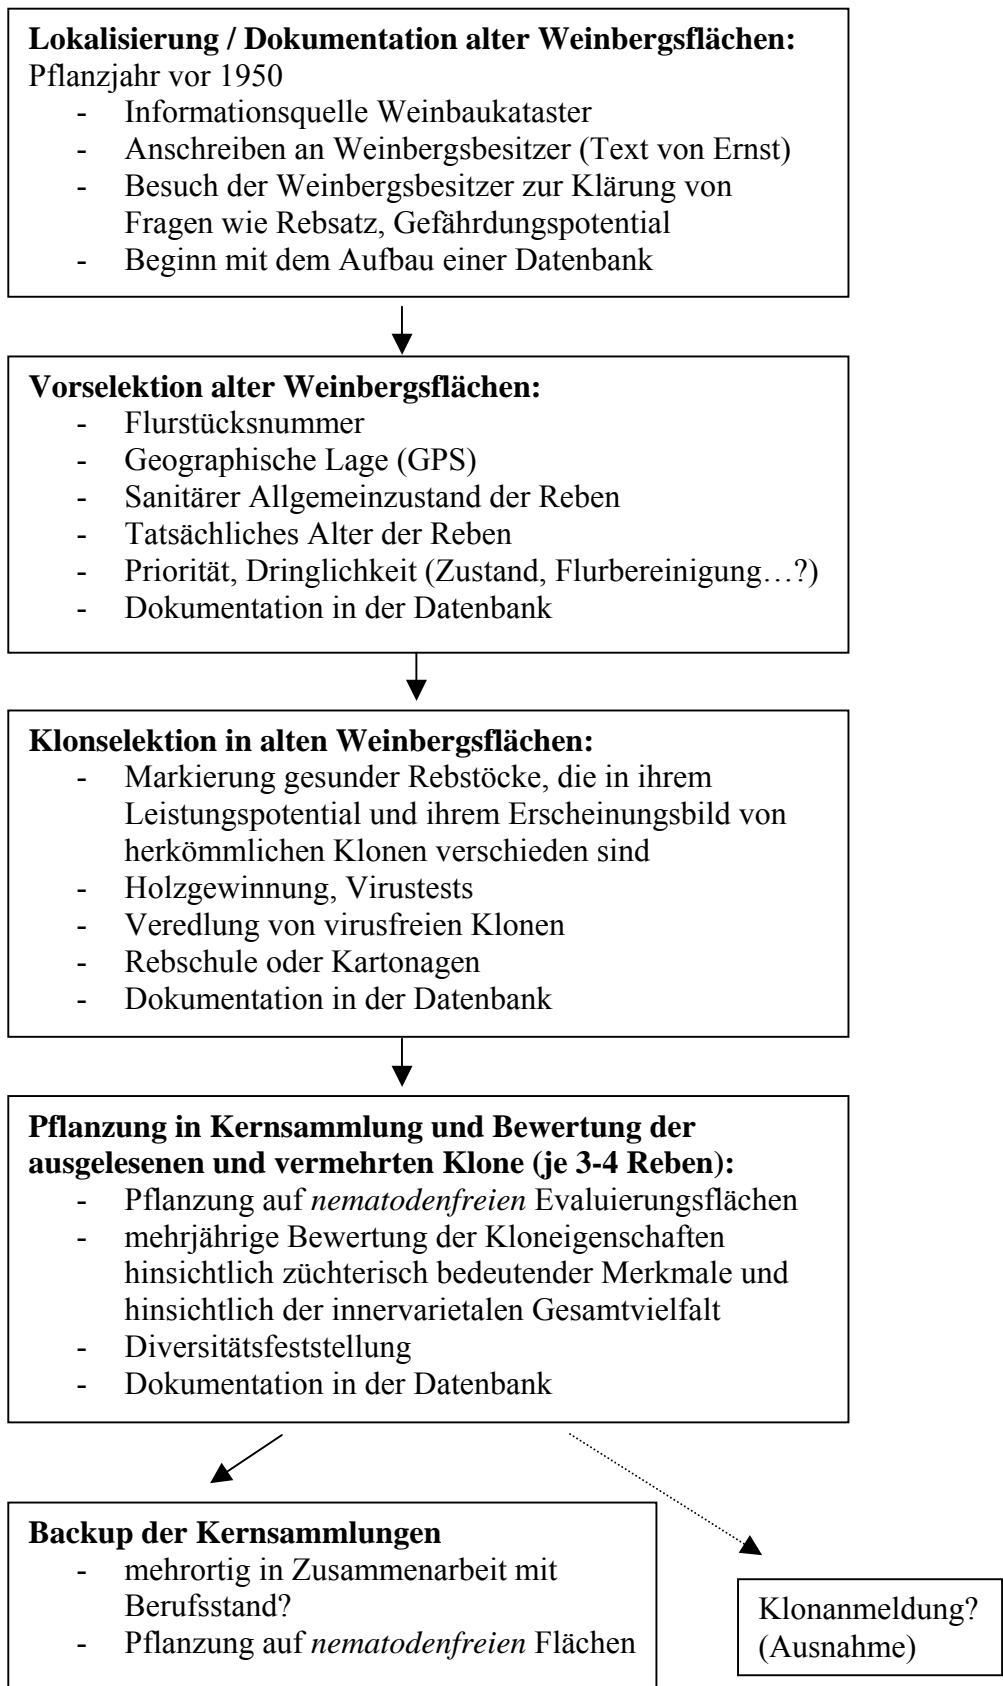 Lokalisierung / Dokumentation alter Weinbergsflächen:
Pflanzjahr vor 1950
- Informationsquelle Weinbaukataster
- Anschreiben an Weinbergsbesitzer (Text von Ernst)
- Besuch der Weinbergsbesitzer zur Klärung von
Fragen wie Rebsatz, Gefährdungspotential
- Beginn mit dem Aufbau einer Datenbank
Vorselektion alter Weinbergsflächen:
- Flurstücksnummer
- Geographische Lage (GPS)
- Sanitärer Allgemeinzustand der Reben
- Tatsächliches Alter der Reben
- Priorität, Dringlichkeit (Zustand, Flurbereinigung…?)
- Dokumentation in der Datenbank
Klonselektion in alten Weinbergsflächen:
- Markierung gesunder Rebstöcke, die in ihrem
Leistungspotential und ihrem Erscheinungsbild von
herkömmlichen Klonen verschieden sind
- Holzgewinnung, Virustests
- Veredlung von virusfreien Klonen
- Rebschule oder Kartonagen
- Dokumentation in der Datenbank
Pflanzung in Kernsammlung und Bewertung der
ausgelesenen und vermehrten Klone (je 3-4 Reben):
- Pflanzung auf nematodenfreien Evaluierungsflächen
- mehrjährige Bewertung der Kloneigenschaften
hinsichtlich züchterisch bedeutender Merkmale und
hinsichtlich der innervarietalen Gesamtvielfalt
- Diversitätsfeststellung
- Dokumentation in der Datenbank
Backup der Kernsammlungen
- mehrortig in Zusammenarbeit mit
Berufsstand?
- Pflanzung auf nematodenfreien Flächen
Klonanmeldung?
(Ausnahme)